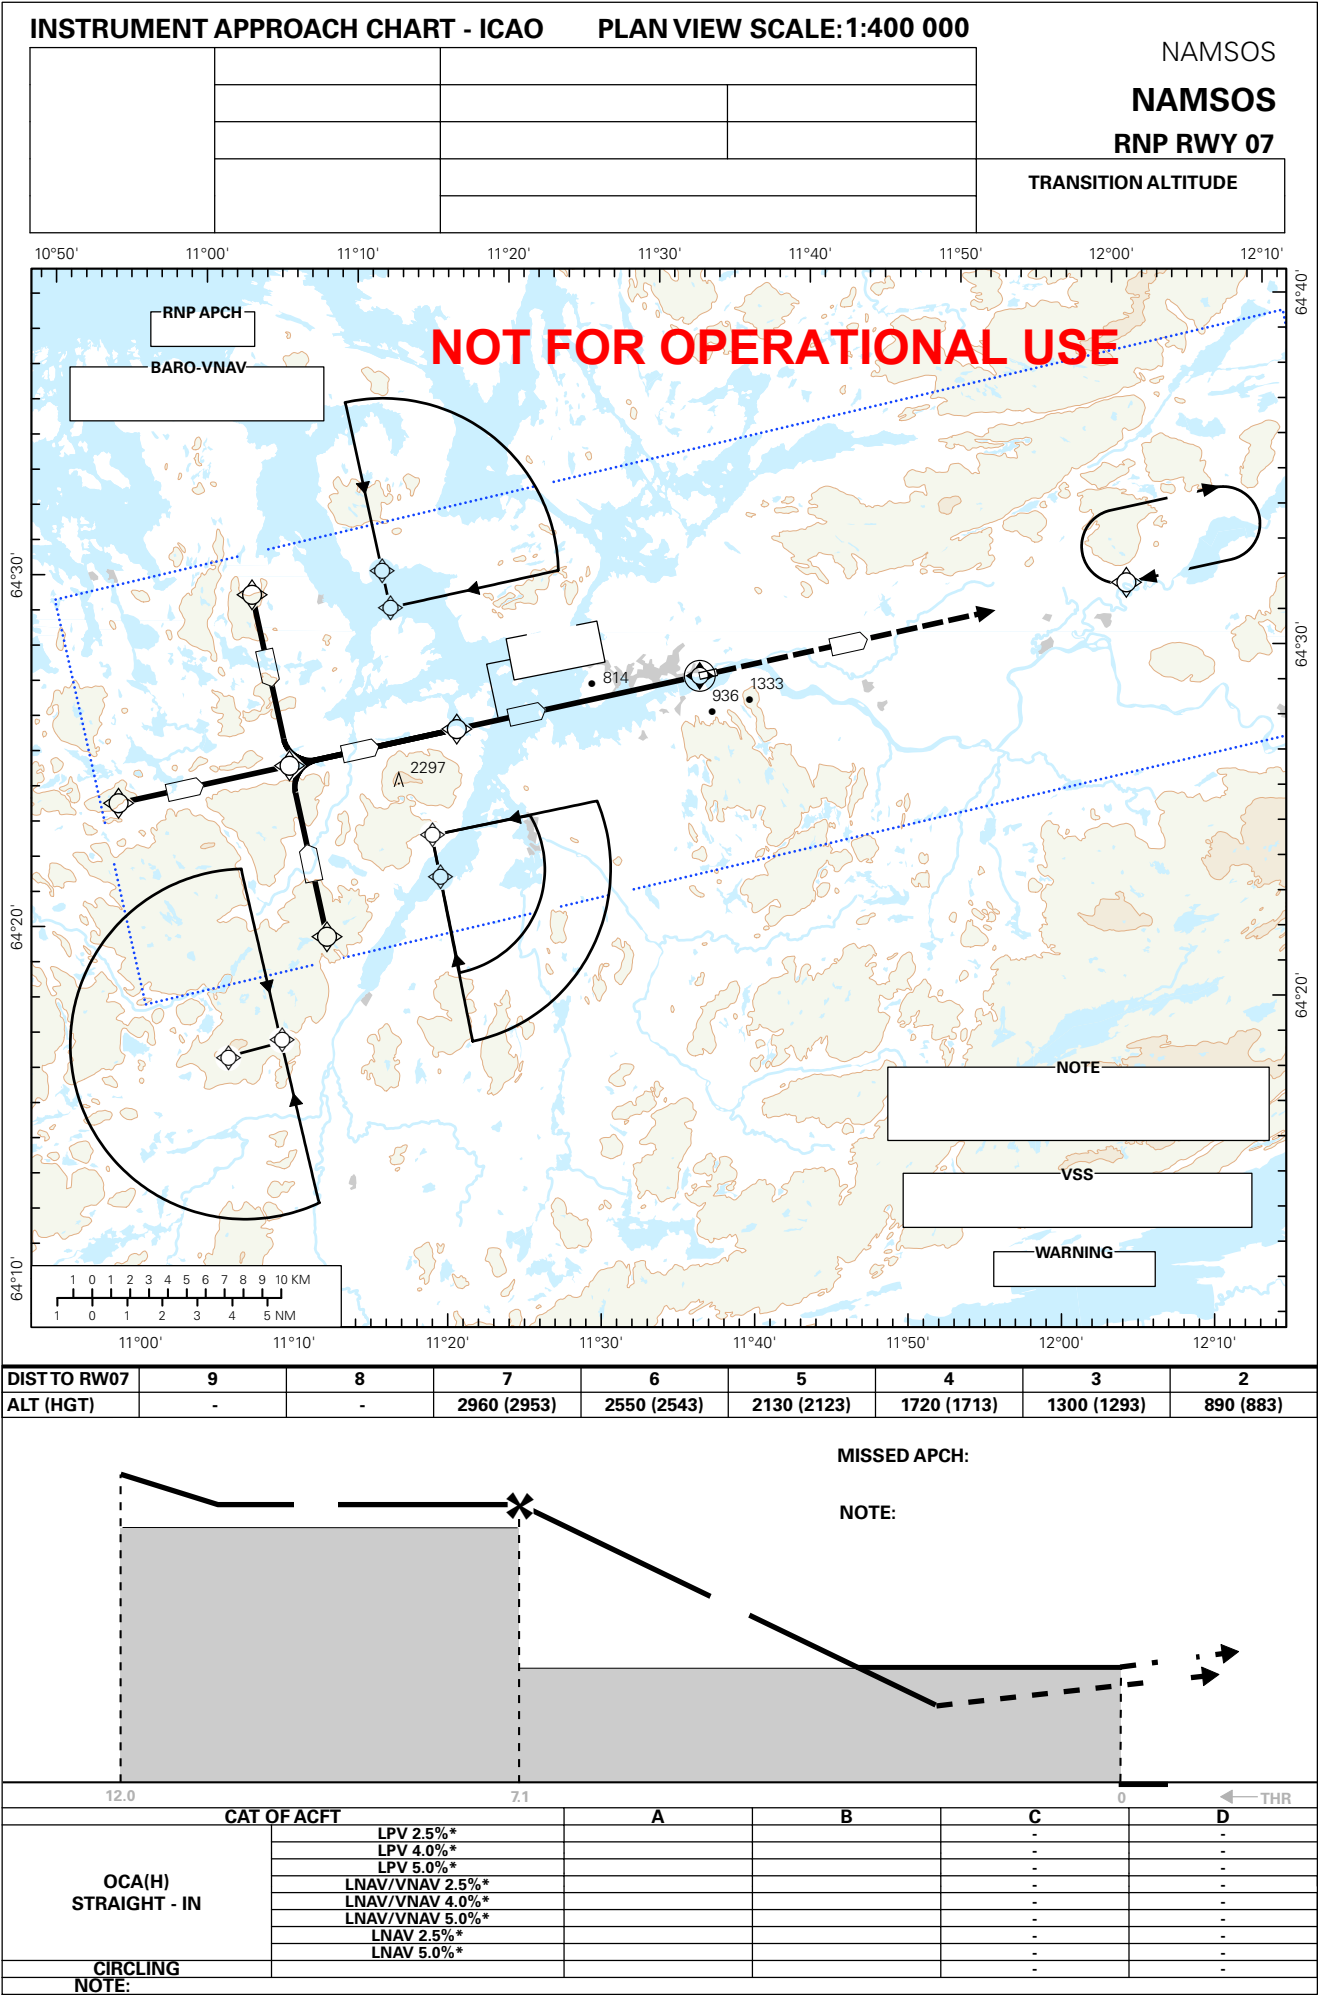 INSTRUMENT APPROACH CHART - ICAO PLAN VIEW SCALE: 1:400 000
NAMSOS
NAMSOS
RNP RWY 07
TRANSITION ALTITUDE
10°50' 11°00' 11°10' 11°20' 11°30' 11°40' 11°50' 12°00' 12°10'
64°40'
RNP APCH
NOT FOR OPERATIONAL USE
BARO-VNAV
64°30'
64°30'
814
1333
936
2297
64°20'
64°20'
NOTE
VSS
WARNING
64°10'
1 0 1 2 3 4 5 6 7 8 9 10 KM
1 0 1 2 3 4 5 NM
11°00' 11°10' 11°20' 11°30' 11°40' 11°50' 12°00' 12°10'
DIST TO RW07 9 8 7 6 5 4 3 2
ALT (HGT) - - 2960 (2953) 2550 (2543) 2130 (2123) 1720 (1713) 1300 (1293) 890 (883)
MISSED APCH:
NOTE:
12.0 7.1 0 THR
CAT OF ACFT A B C D
OCA(H)
STRAIGHT - IN
LPV 2.5%* - -
LPV 4.0%* - -
LPV 5.0%* - -
LNAV/VNAV 2.5%* - -
LNAV/VNAV 4.0%* - -
LNAV/VNAV 5.0%* - -
LNAV 2.5%* - -
LNAV 5.0%* - -
CIRCLING - -
NOTE: